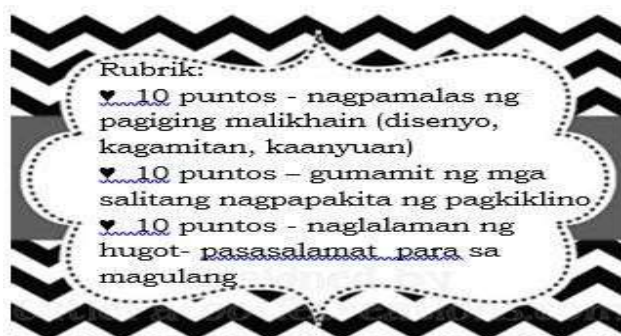 Rubrik:
♥ 10 puntos - nagpamalas ng
pagiging malikhain (disenyo,
kagamitan, kaanyuan)
♥ 10 puntos – gumamit ng mga
salitang nagpapakita ng pagkiklino
♥ 10 puntos - naglalaman ng
hugot- pasasalamat para sa
magulang